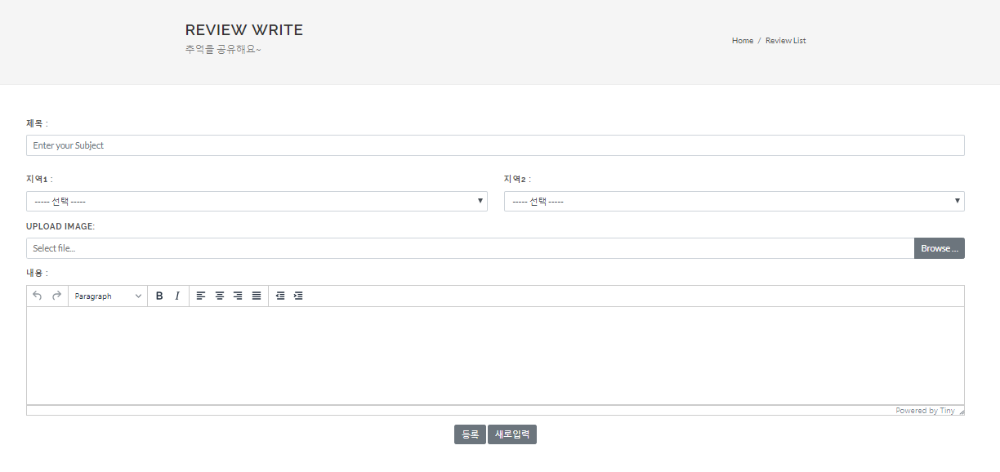 REVIEW WRITE
추억을 공유해요~
Home / Review List
제목 :
Enter your Subject
지역1 : 지역2 :
----- 선택 ----- ----- 선택 -----
UPLOAD IMAGE:
Select file... Browse ...
내용 :
Paragraph B I
Powered by Tiny
등록 새로입력